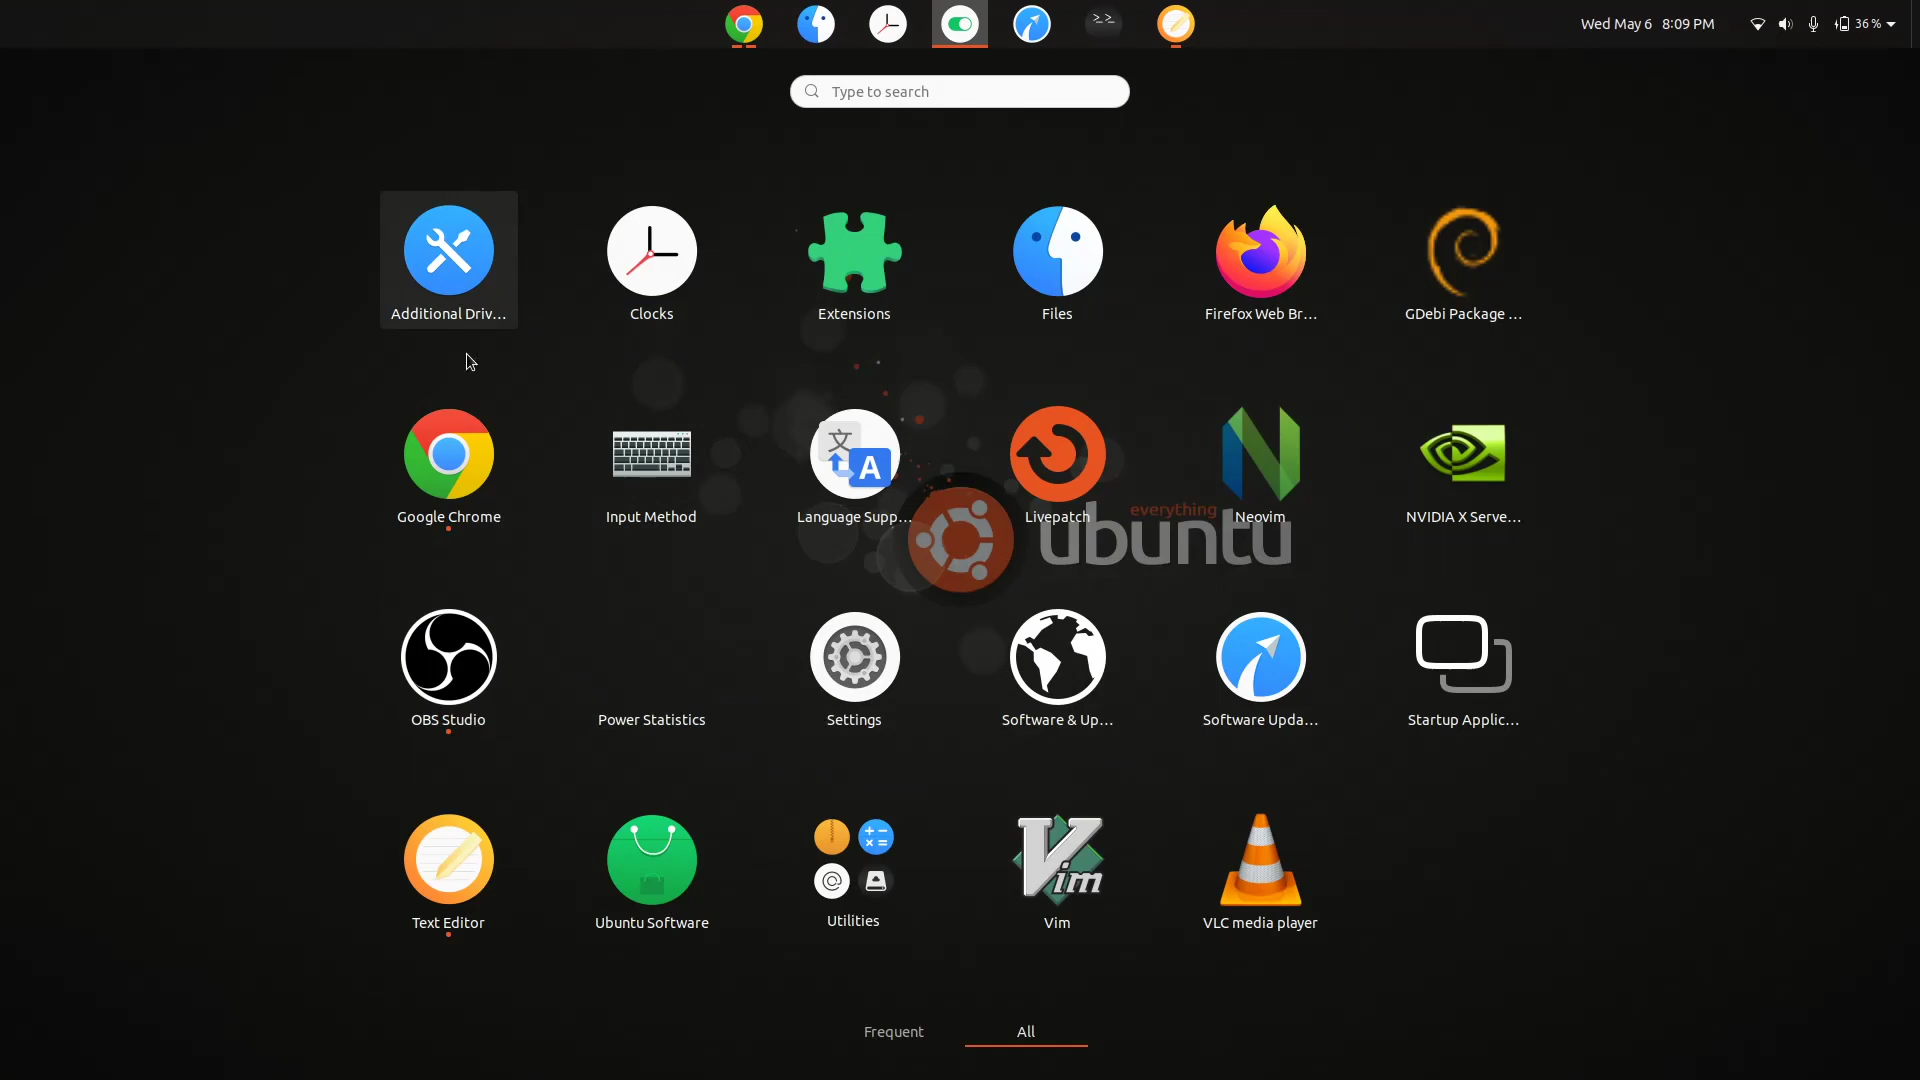 >_ >_
Wed May 6 8:09 PM
36 %
Type to search
Additional Driv...
Clocks
Extensions
Files
Firefox Web Br...
GDebi Package ...
文
A
Google Chrome
Input Method
Language Supp...
Livepatch
Neovim
NVIDIA X Serve...
everything
ubuntu
OBS Studio
Power Statistics
Settings
Software & Up...
Software Upda...
Startup Applic...
@
Vim
Text Editor
Ubuntu Software
Utilities
Vim
VLC media player
Frequent
All